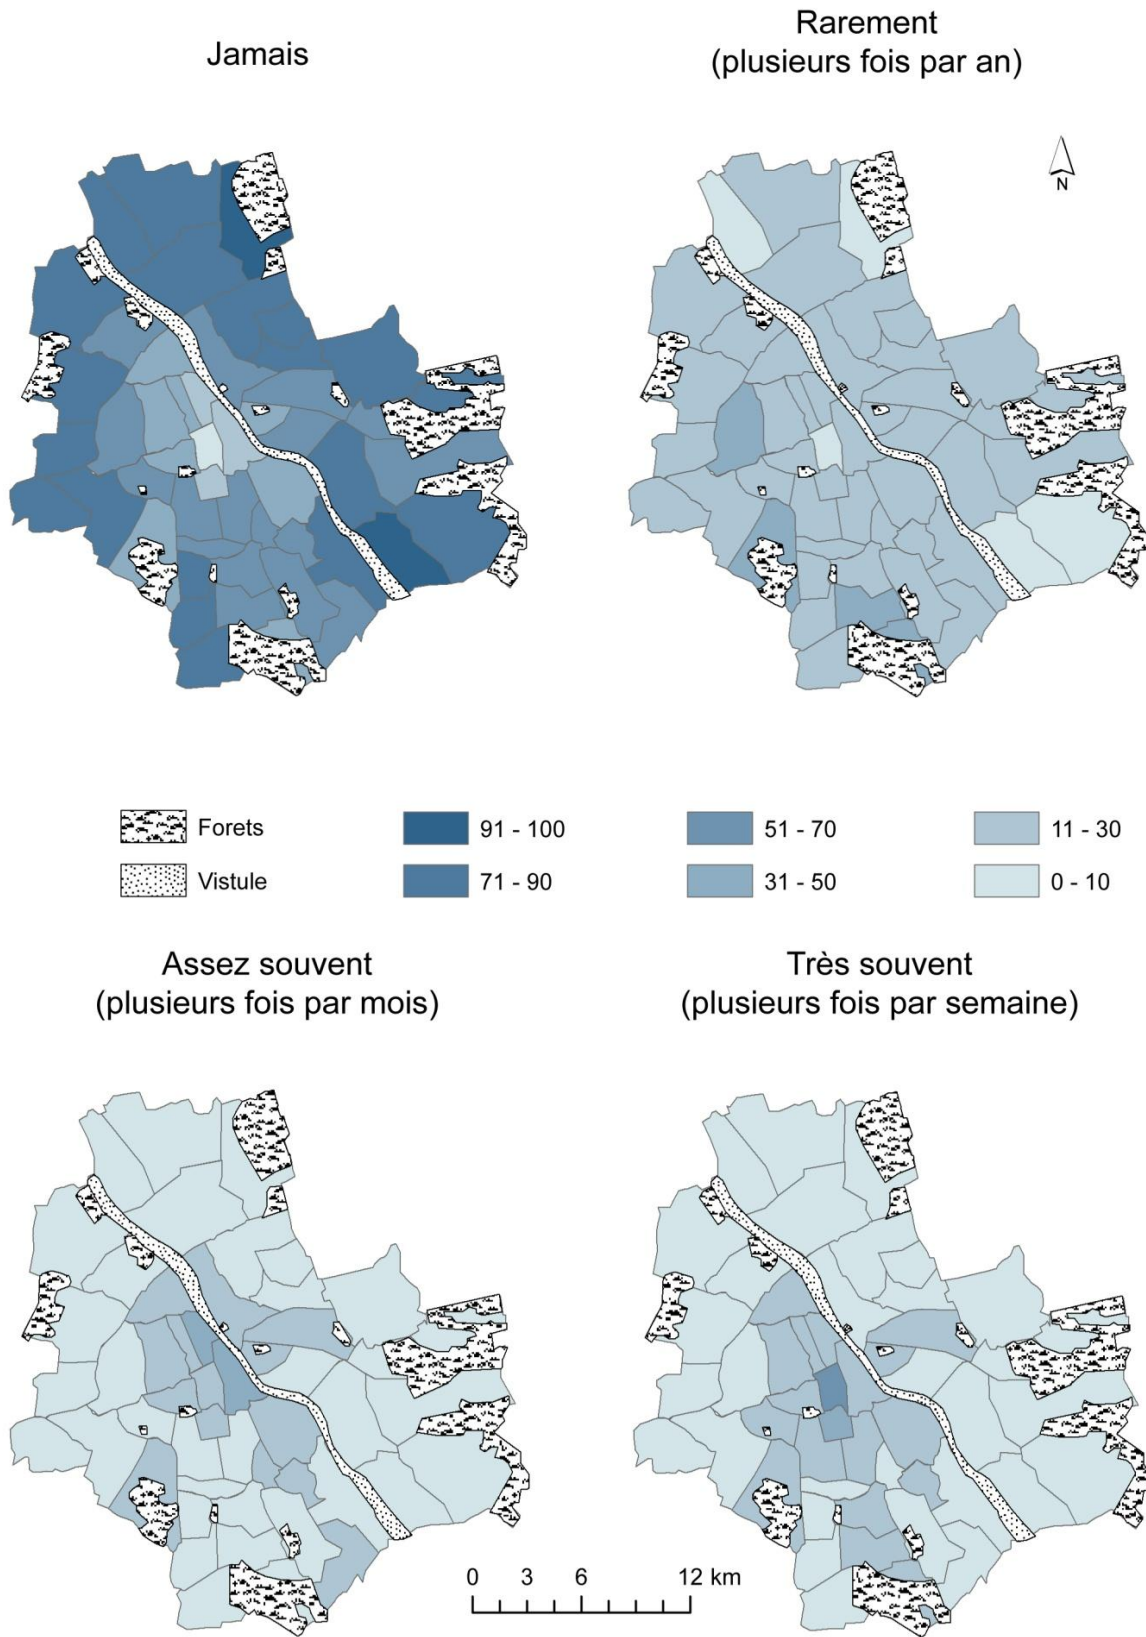 Jamais
Rarement
(plusieurs fois par an)
N
Forets
91 - 100
51 - 70
11 - 30
Vistule
71 - 90
31 - 50
0 - 10
Assez souvent
(plusieurs fois par mois)
Très souvent
(plusieurs fois par semaine)
0 3 6 12 km